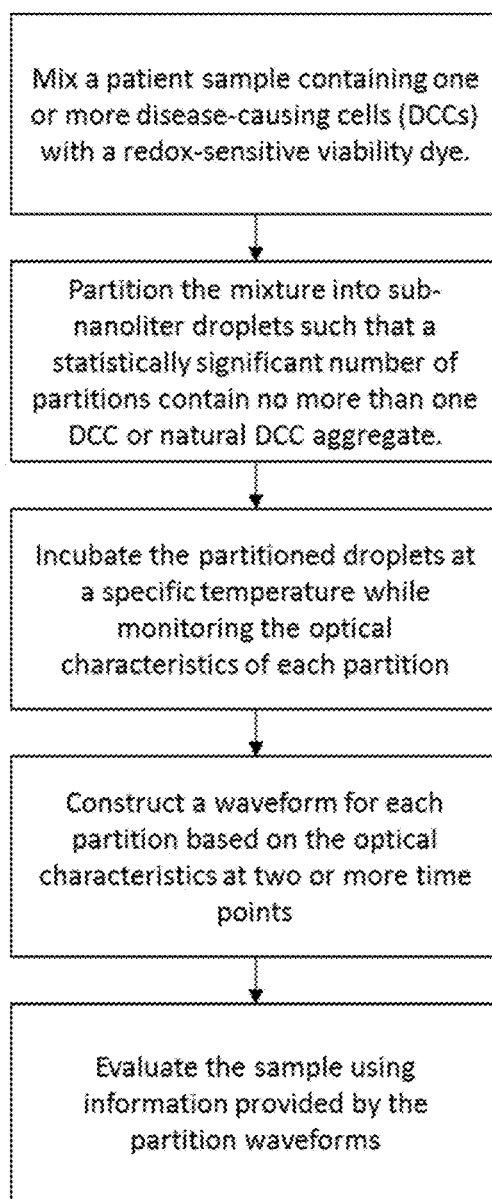 Mix a patient sample containing one
or more disease-causing cells (DCCs)
with a redox-sensitive viability dye.
Partition the mixture into sub-
nanoliter droplets such that a
statistically significant number of
partitions contain no more than one
DCC or natural DCC aggregate.
Incubate the partitioned droplets at
a specific temperature while
monitoring the optical
characteristics of each partition
Construct a waveform for each
partition based on the optical
characteristics at two or more time
points
Evaluate the sample using
information provided by the
partition waveforms